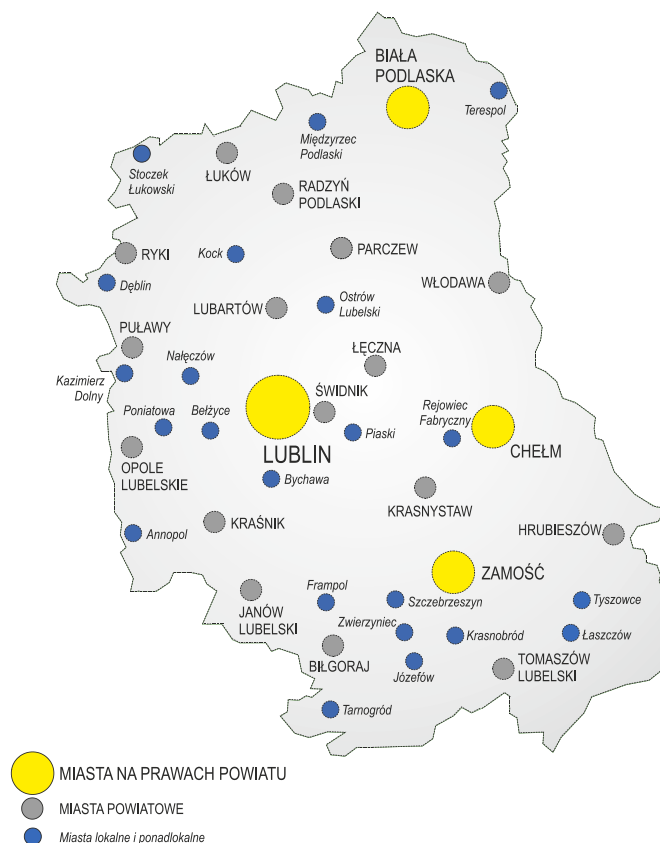 BIAŁA
PODLASKA
Terespol
Międzyrzec
Podlaski
Stoczek
Łukowski
ŁUKÓW
RADZYŃ
PODLASKI
RYKI
Kock
PARCZEW
Dęblin
WŁODAWA
LUBARTÓW
Ostrów
Lubelski
PUŁAWY
ŁĘCZNA
Nałęczów
Kazimierz
Dolny
ŚWIDNIK
Poniatowa
Bełżyce
Rejowiec
Fabryczny
Piaski
LUBLIN
CHEŁM
OPOLE
LUBELSKIE
Bychawa
KRASNYSTAW
KRAŚNIK
Annopol
HRUBIESZÓW
ZAMOŚĆ
Frampol
Szczebrzeszyn
Tyszowce
JANÓW
LUBELSKI
Zwierzyniec
Krasnobród
Łaszczów
BIŁGORAJ
Józefów
TOMASZÓW
LUBELSKI
Tarnogród
MIASTA NA PRAWACH POWIATU
MIASTA POWIATOWE
Miasta lokalne i ponadlokalne